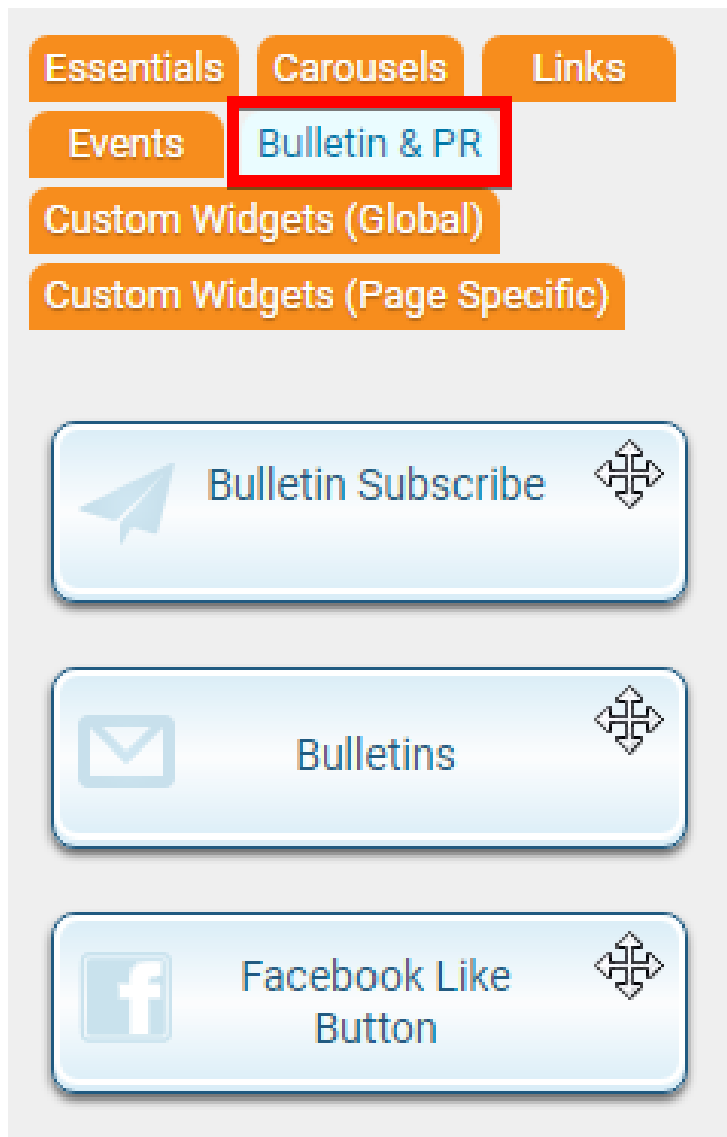 Essentials Carousels Links
Events Bulletin & PR
Custom Widgets (Global)
Custom Widgets (Page Specific)
Bulletin Subscribe
Bulletins
Facebook Like
Button